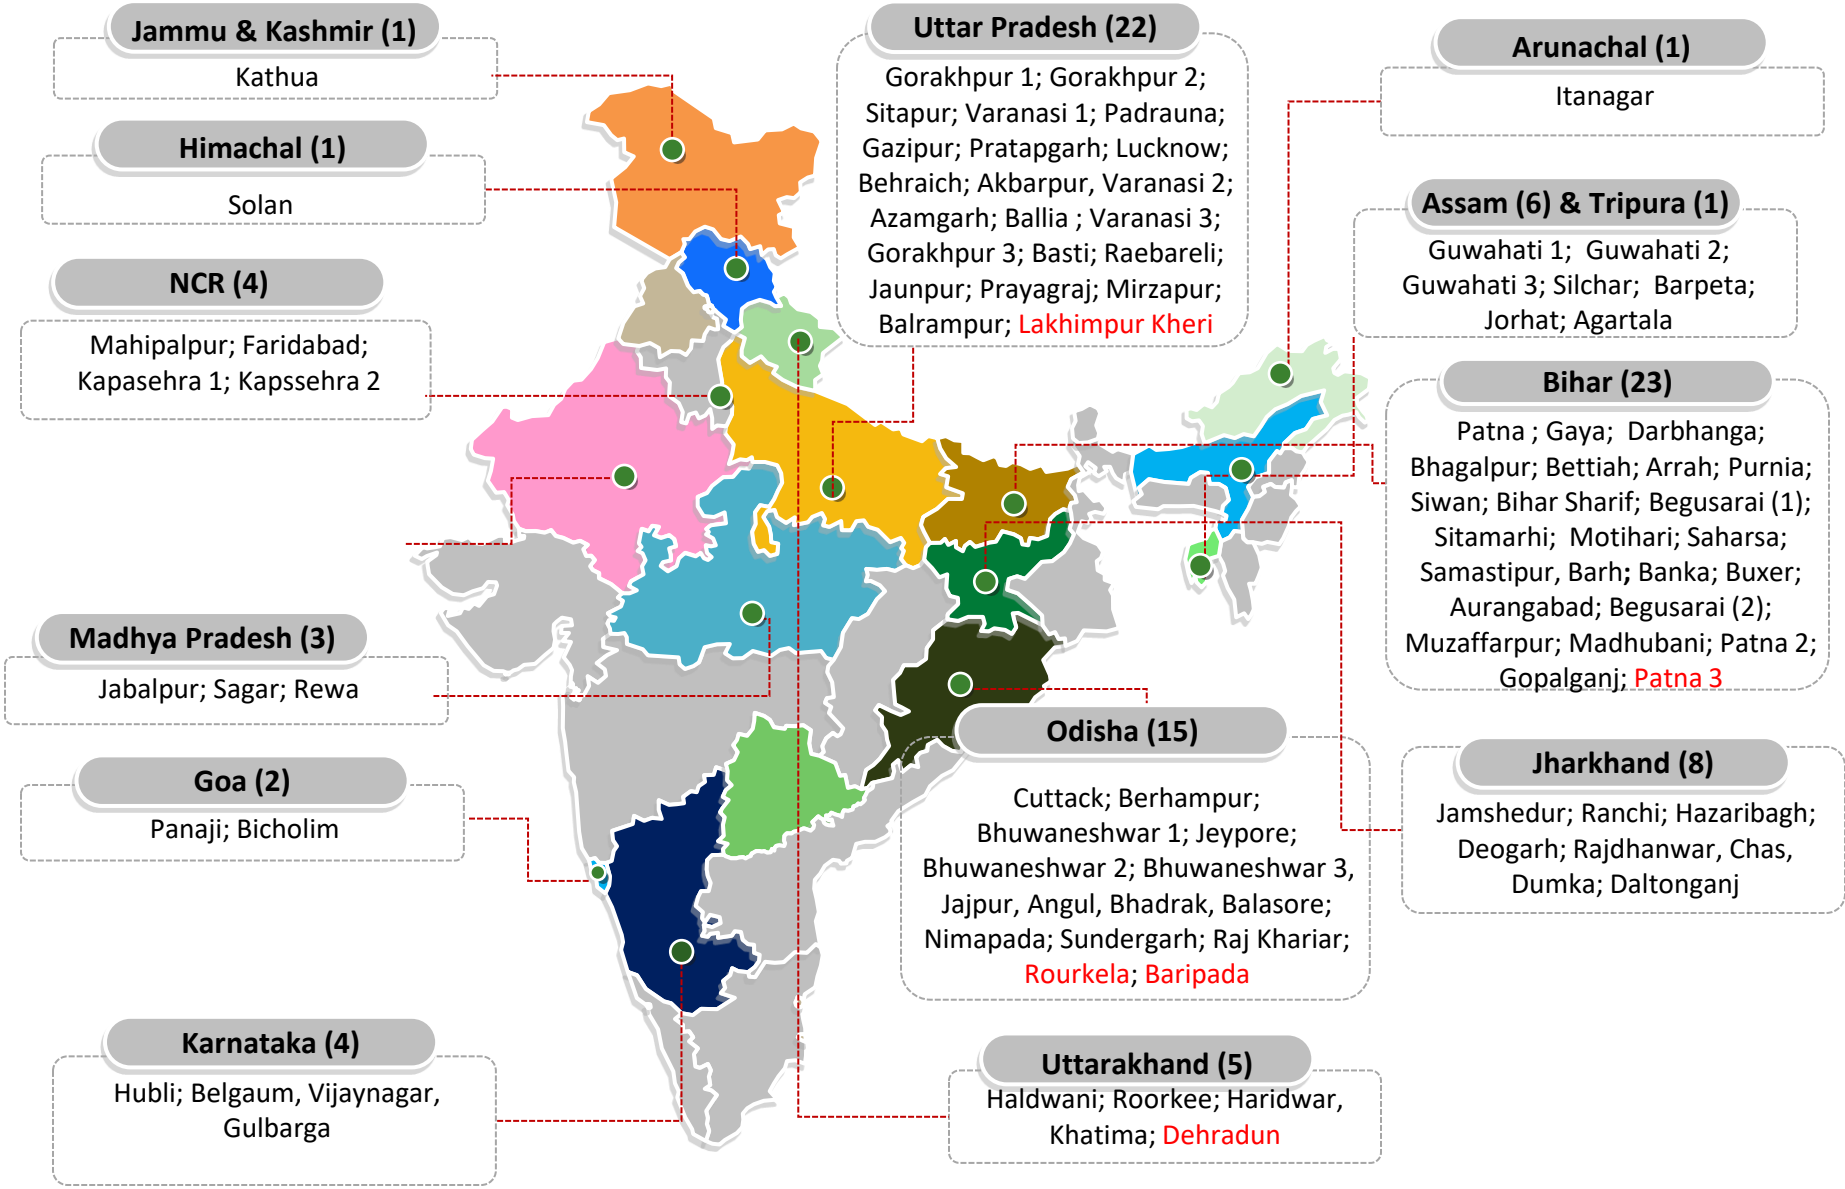 Jammu & Kashmir (1)
Kathua
Himachal (1)
Solan
NCR (4)
Mahipalpur; Faridabad;
Kapasehra 1; Kapssehra 2
Madhya Pradesh (3)
Jabalpur; Sagar; Rewa
Goa (2)
Panaji; Bicholim
Karnataka (4)
Hubli; Belgaum, Vijaynagar,
Gulbarga
Uttar Pradesh (22)
Gorakhpur 1; Gorakhpur 2;
Sitapur; Varanasi 1; Padrauna;
Gazipur; Pratapgarh; Lucknow;
Behraich; Akbarpur, Varanasi 2;
Azamgarh; Ballia ; Varanasi 3;
Gorakhpur 3; Basti; Raebareli;
Jaunpur; Prayagraj; Mirzapur;
Balrampur; Lakhimpur Kheri
Arunachal (1)
Itanagar
Assam (6) & Tripura (1)
Guwahati 1; Guwahati 2;
Guwahati 3; Silchar; Barpeta;
Jorhat; Agartala
Bihar (23)
Patna ; Gaya; Darbhanga;
Bhagalpur; Bettiah; Arrah; Purnia;
Siwan; Bihar Sharif; Begusarai (1);
Sitamarhi; Motihari; Saharsa;
Samastipur, Barh; Banka; Buxer;
Aurangabad; Begusarai (2);
Muzaffarpur; Madhubani; Patna 2;
Gopalganj; Patna 3
Odisha (15)
Cuttack; Berhampur;
Bhuwaneshwar 1; Jeypore;
Bhuwaneshwar 2; Bhuwaneshwar 3,
Jajpur, Angul, Bhadrak, Balasore;
Nimapada; Sundergarh; Raj Khariar;
Rourkela; Baripada
Jharkhand (8)
Jamshedur; Ranchi; Hazaribagh;
Deogarh; Rajdhanwar, Chas,
Dumka; Daltonganj
Uttarakhand (5)
Haldwani; Roorkee; Haridwar,
Khatima; Dehradun